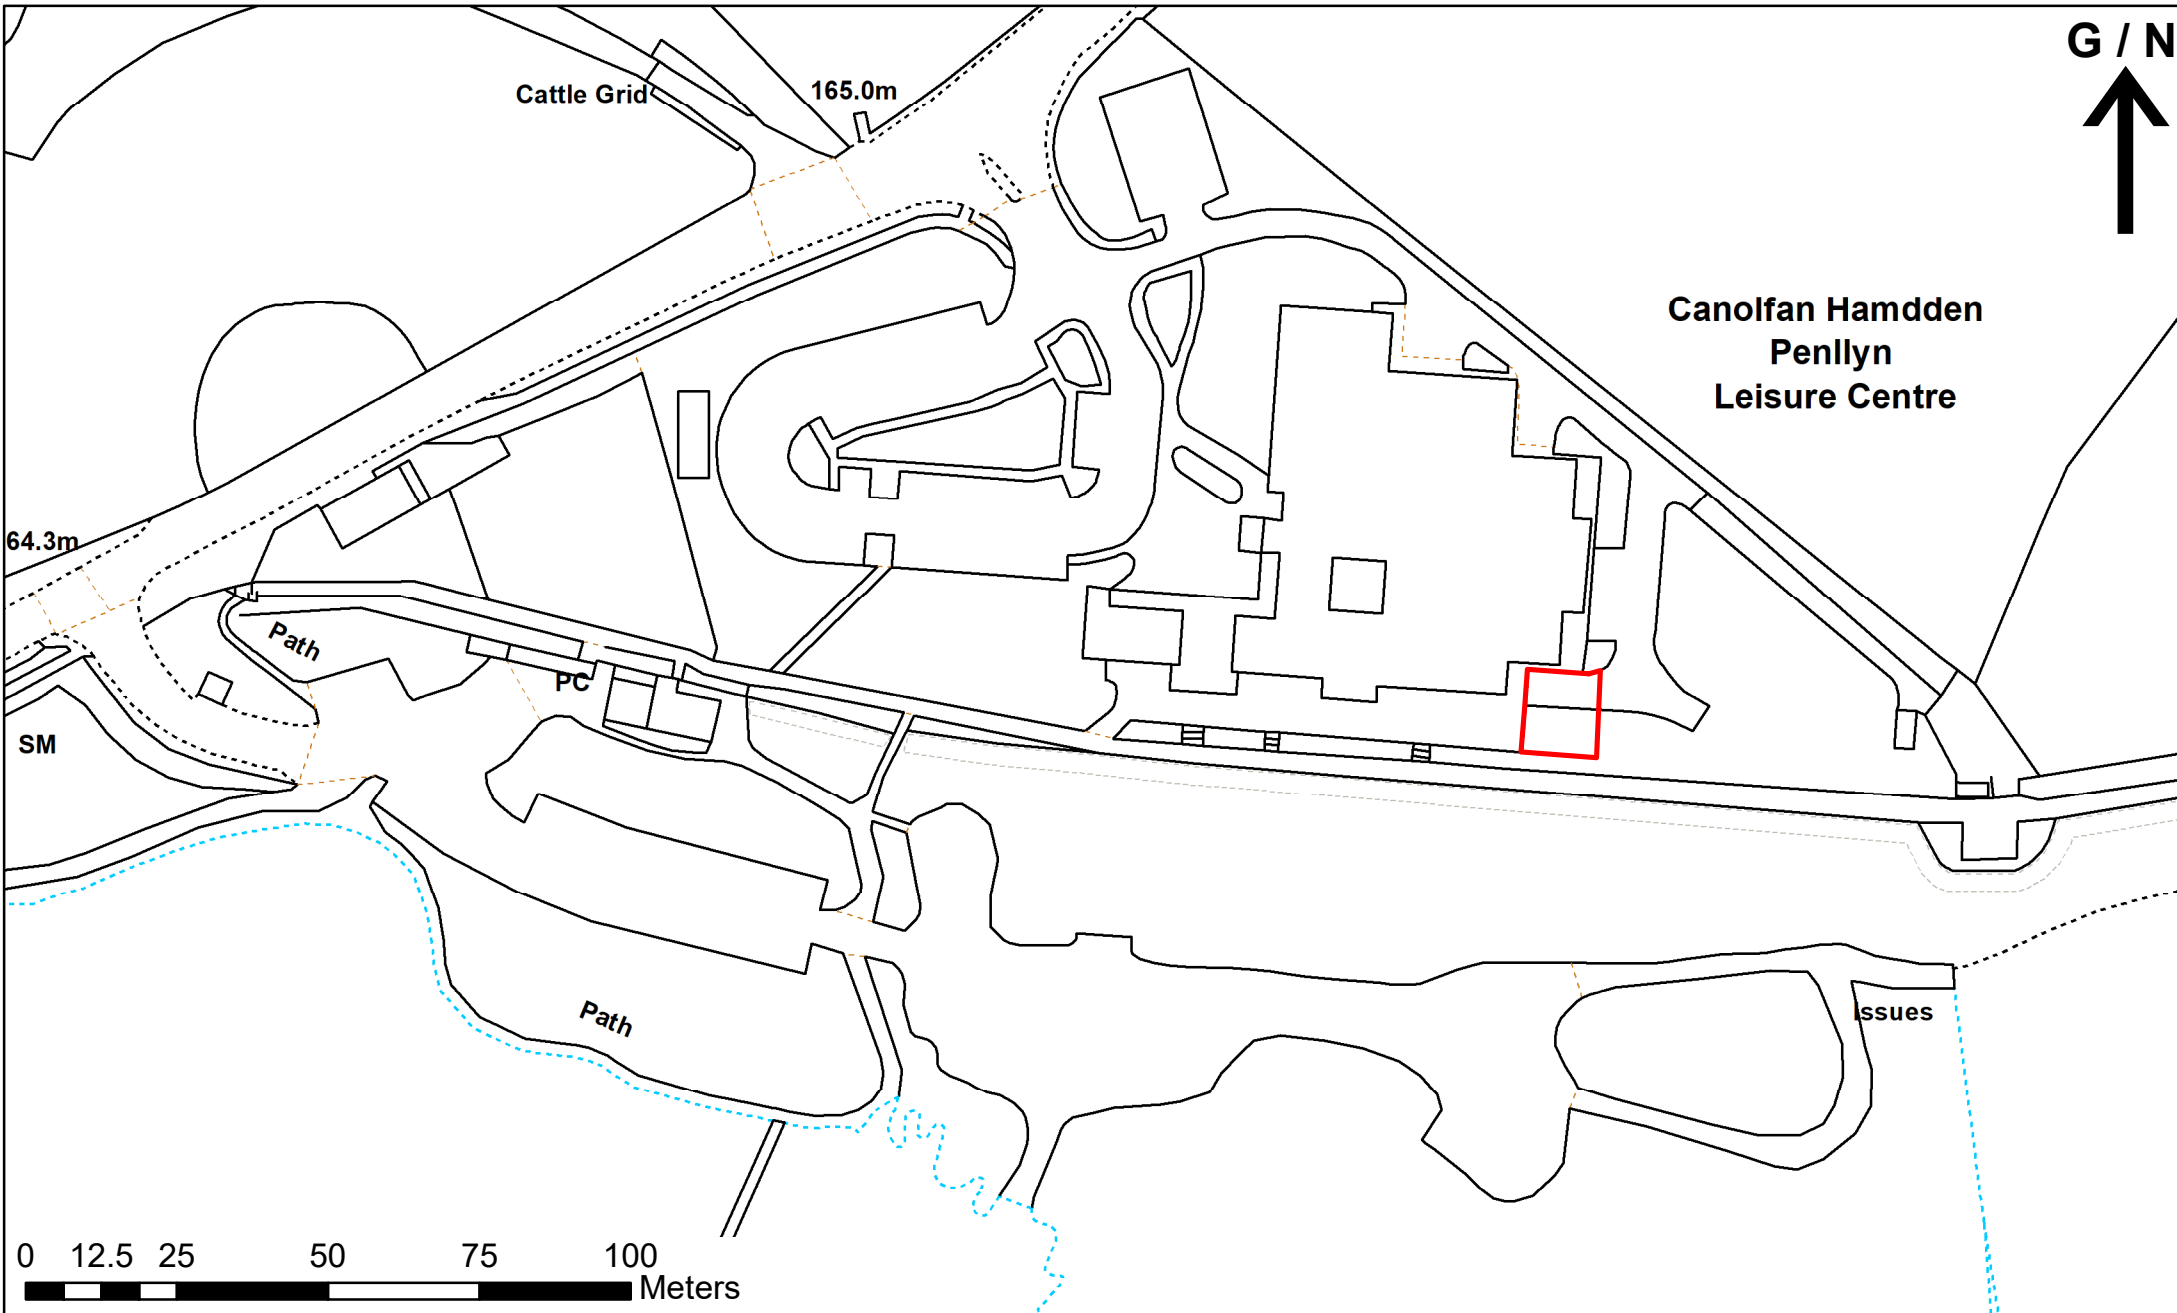 G / N
Cattle Grid
165.0m
Canolfan Hamdden
Penllyn
Leisure Centre
64.3m
Path
PC
SM
Path
Issues
0 12.5 25 50 75 100
Meters